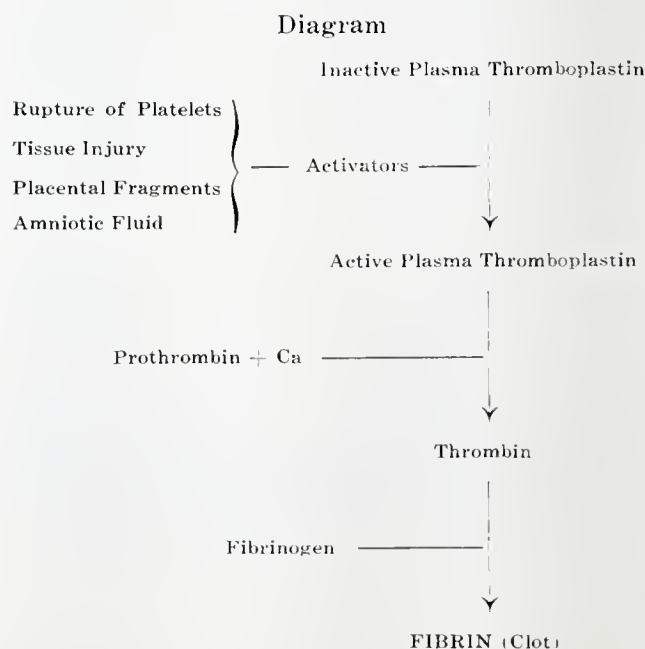 Diagram
Inactive Plasma Thromboplastin
Rupture of Platelets
Tissue Injury
Activators
Placental Fragments
Amniotic Fluid
Active Plasma Thromboplastin
Prothrombin + Ca
Thrombin
Fibrinogen
FIBRIN (Clot)